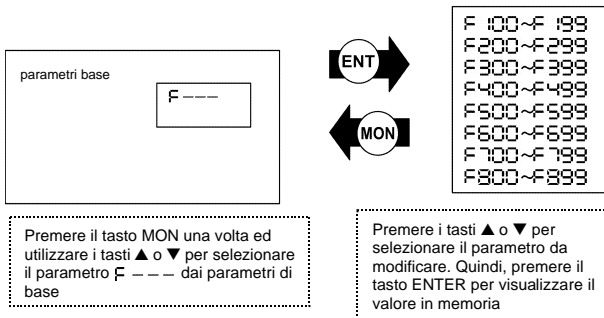 parametri base
F---
ENT
MON
F100~F199
F200~F299
F300~F399
F400~F499
F500~F599
F600~F699
F700~F799
F800~F899
Premere il tasto MON una volta ed
utilizzare i tasti ▲ o ▼ per selezionare
il parametro F --- dai parametri di
base
Premere i tasti ▲ o ▼ per
selezionare il parametro da
modificare. Quindi, premere il
tasto ENTER per visualizzare il
valore in memoria